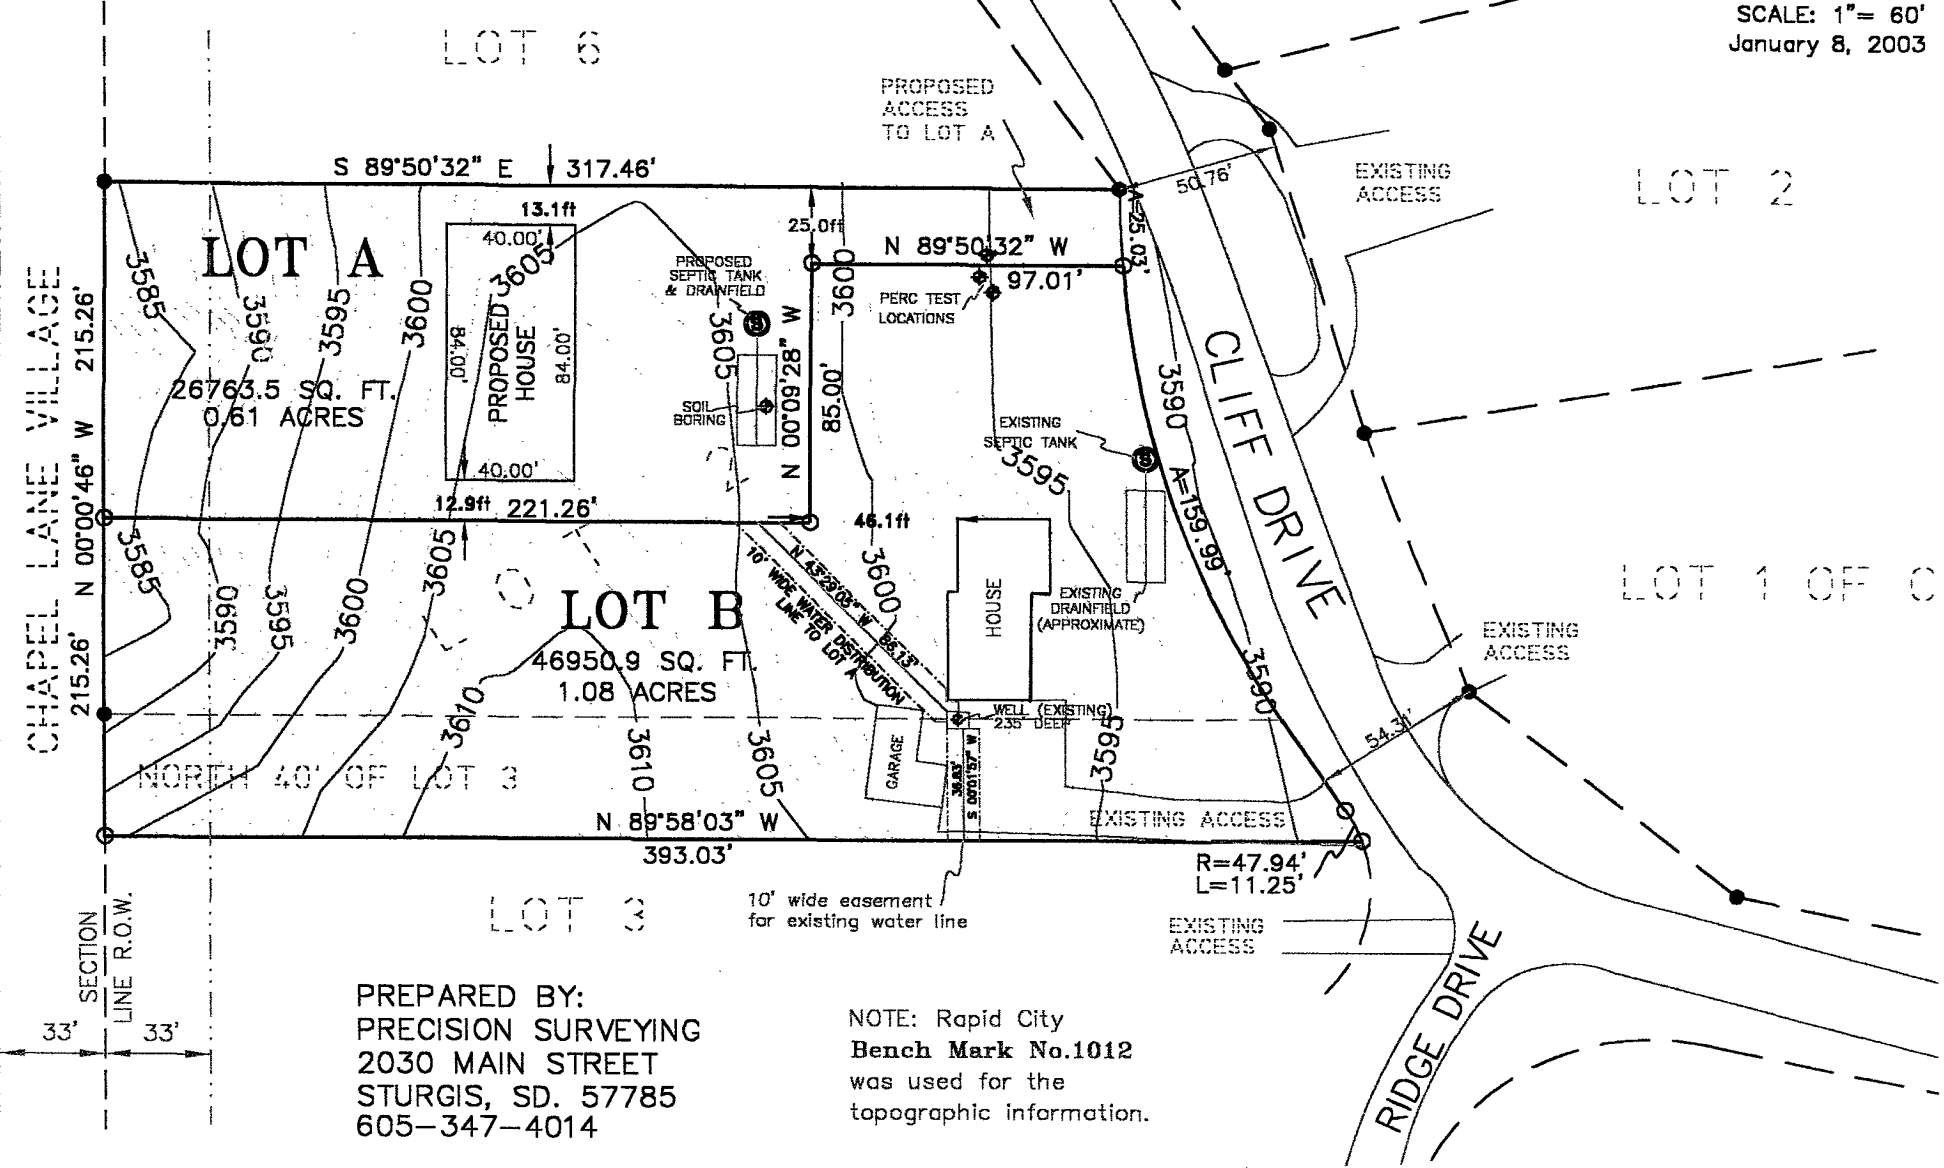 SCALE: 1"= 60'
January 8, 2003
LOT 6
PROPOSED
ACCESS
TO LOT A
S 89°50'32" E 317.46'
50.76'
EXISTING
ACCESS
LOT 2
A=25.03'
13.1ft
40.00'
25.0ft
N 89°50'32" W
97.01'
LOT A
3585
3590
3595
3600
3605
PROPOSED
SEPTIC TANK
& DRAINFIELD
3605
3600
PERC TEST
LOCATIONS
84.00'
PROPOSED
HOUSE
84.00'
26763.5 SQ. FT.
0.61 ACRES
SOIL
BORING
N 00°09'28" W
85.00'
EXISTING
SEPTIC TANK
3595
3590
CLIFF DRIVE
A=159.99'
CHAPEL LANE VILLAGE
N 00°00'46" W 215.26'
215.26'
40.00'
12.9ft
221.26'
46.1ft
3585
3590
3595
3600
3605
3600
N 43°29'05" W 86.13'
10' WIDE WATER DISTRIBUTION
LINE TO LOT A
HOUSE
EXISTING
DRAINFIELD
(APPROXIMATE)
LOT 1 OF C
EXISTING
ACCESS
LOT B
46950.9 SQ. FT.
1.08 ACRES
3590
3610
3610
3605
WELL (EXISTING)
235' DEEP
3595
54.31'
GARAGE
36.83'
S 00°01'57" W
NORTH 40' OF LOT 3
N 89°58'03" W
393.03'
EXISTING ACCESS
R=47.94'
L=11.25'
10' wide easement
for existing water line
LOT 3
EXISTING
ACCESS
SECTION
LINE R.O.W.
33'
33'
RIDGE DRIVE
PREPARED BY:
PRECISION SURVEYING
2030 MAIN STREET
STURGIS, SD. 57785
605-347-4014
NOTE: Rapid City
Bench Mark No.1012
was used for the
topographic information.